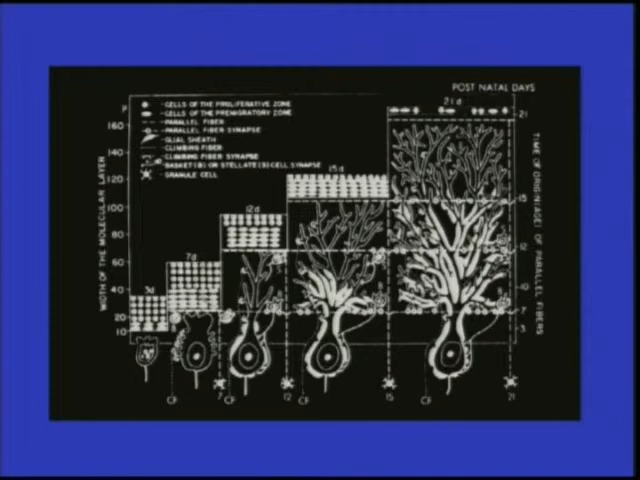 POST NATAL DAYS
21d
CELLS OF THE PROLIFERATIVE ZONE
CELLS OF THE PREMIGRATORY ZONE
PARALLEL FIBER
PARALLEL FIBER SYNAPSE
GLIAL SHEATH
CLIMBING FIBER
CLIMBING FIBER SYNAPSE
BASKET(B) OR STELLATE(S) CELL SYNAPSE
GRANULE CELL
μ
160
140
120
100
80
60
40
20
10
WIDTH OF THE MOLECULAR LAYER
3d
7d
12d
15d
21
15
12
10
7
3
TIME OF ORIGIN (AGE) OF PARALLEL FIBERS
CF 7 CF 12 CF 15 CF 21